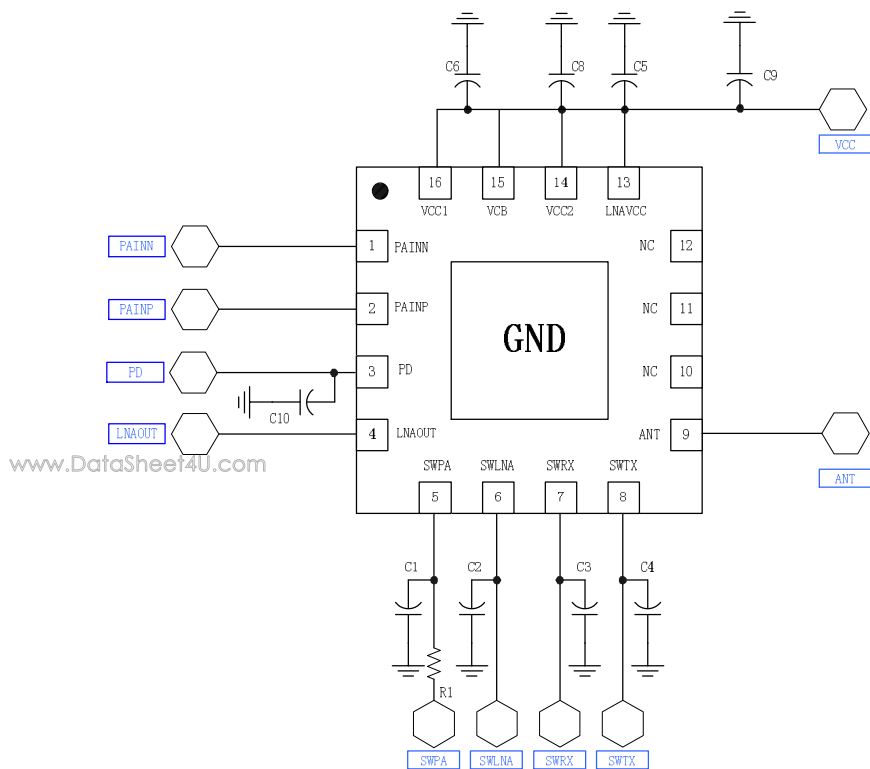 C6
C8
C5
C9
VCC
16
15
14
13
VCC1
VCB
VCC2
LNAVCC
PAINN
1
PAINN
NC
12
PAINP
2
PAINP
NC
11
GND
PD
3
PD
NC
10
C10
LNAOUT
4
LNAOUT
ANT
9
www.DataSheet4U.com
SWPA
SWLNA
SWRX
SWTX
ANT
5
6
7
8
C1
C2
C3
C4
R1
SWPA
SWLNA
SWRX
SWTX